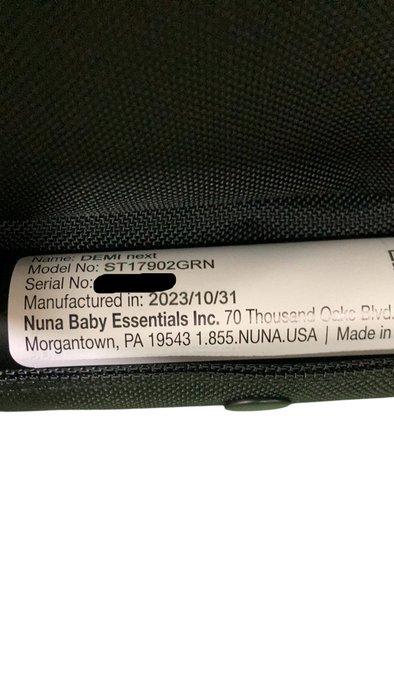 Name: DEMI next
Model No: ST17902GRN
Serial No:
Manufactured in: 2023/10/31
Nuna Baby Essentials Inc. 70 Thousand Oaks Blvd.
Morgantown, PA 19543 1.855.NUNA.USA | Made in